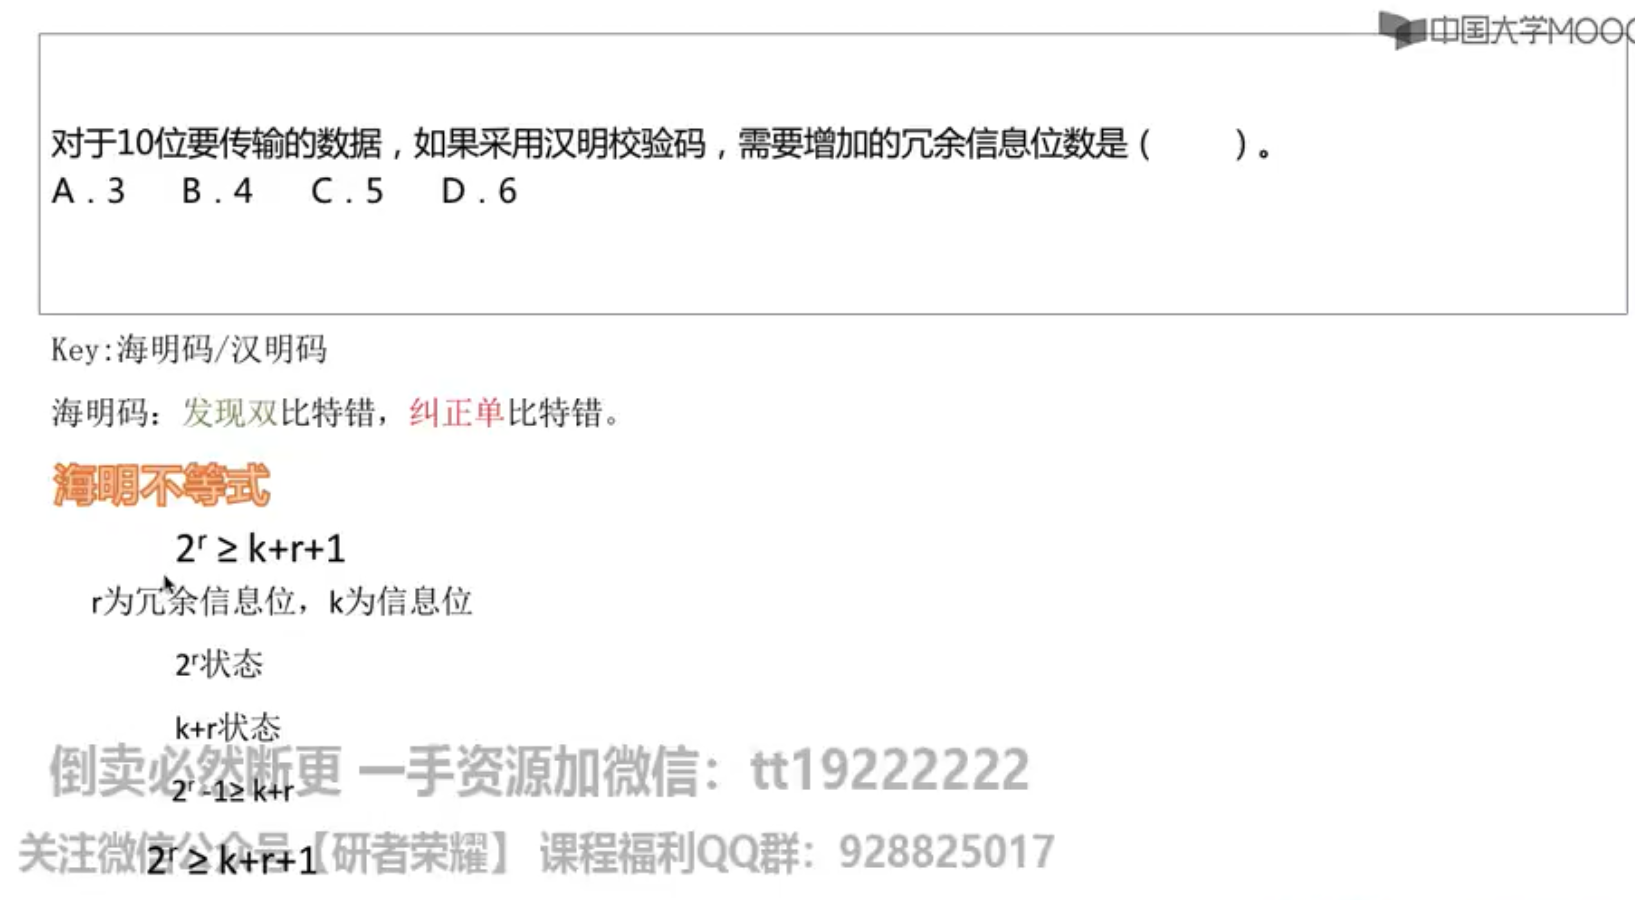 中国大学MOOC
对于10位要传输的数据，如果采用汉明校验码，需要增加的冗余信息位数是（ ）。
A．3 B．4 C．5 D．6
Key:海明码/汉明码
海明码：发现双比特错，纠正单比特错。
海明不等式
2ʳ ≥ k+r+1
r为冗余信息位，k为信息位
2ʳ状态
k+r状态
倒卖必然断更 一手资源加微信：tt19222222
2ʳ -1≥ k+r
关注微信公众号【研者荣耀】 课程福利QQ群：928825017
2ʳ ≥ k+r+1